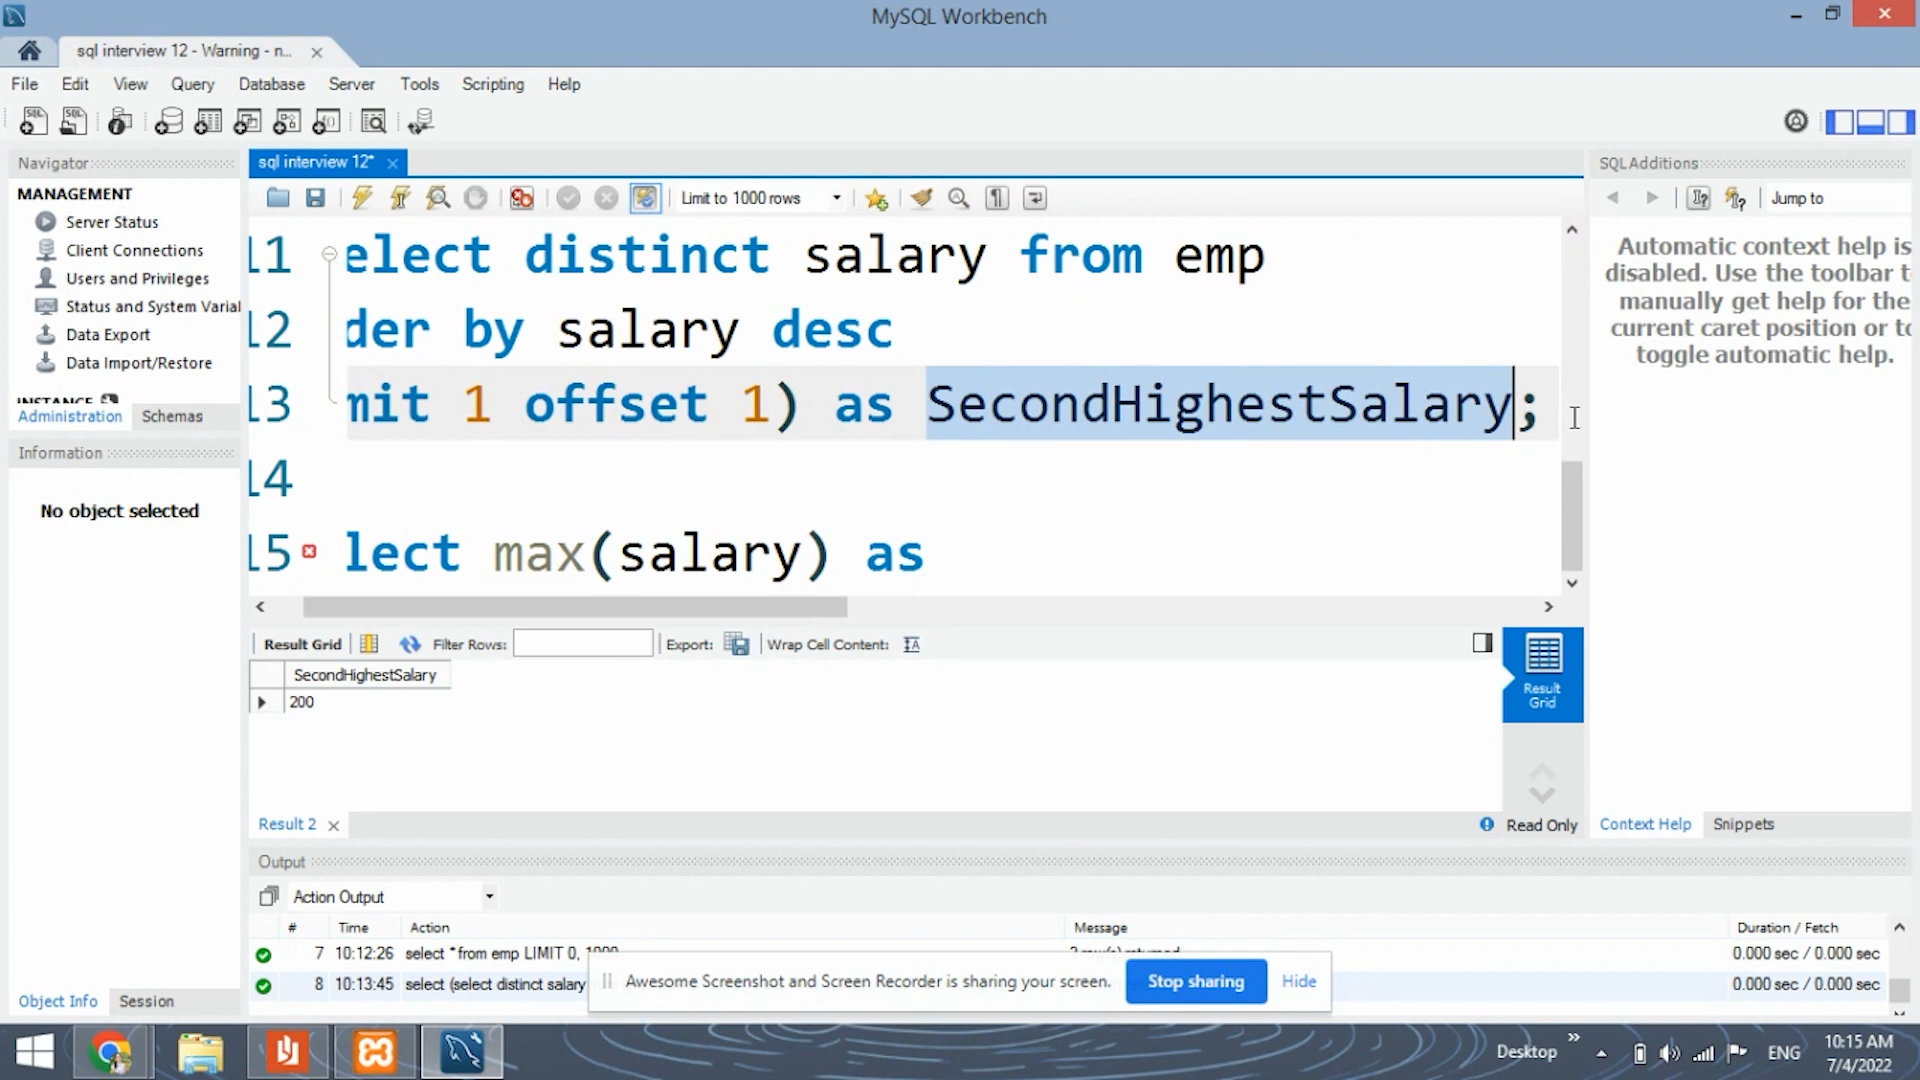 MySQL Workbench
sql interview 12 - Warning - n...
File Edit View Query Database Server Tools Scripting Help
Navigator
MANAGEMENT
Server Status
Client Connections
Users and Privileges
Status and System Varial
Data Export
Data Import/Restore
Administration Schemas
Information
No object selected
Object Info Session
sql interview 12*
Limit to 1000 rows
11 elect distinct salary from emp
12 der by salary desc
13 mit 1 offset 1) as SecondHighestSalary;
14
15 lect max(salary) as
Result Grid Filter Rows: Export: Wrap Cell Content:
SecondHighestSalary
200
Result
Grid
Result 2
Read Only
SQL Additions
Jump to
Automatic context help is
disabled. Use the toolbar t
manually get help for the
current caret position or to
toggle automatic help.
Context Help Snippets
Output
Action Output
# Time Action Message Duration / Fetch
7 10:12:26 select * from emp LIMIT 0, 1000 0.000 sec / 0.000 sec
8 10:13:45 select (select distinct salary 0.000 sec / 0.000 sec
Awesome Screenshot and Screen Recorder is sharing your screen. Stop sharing Hide
Desktop ENG 10:15 AM
7/4/2022